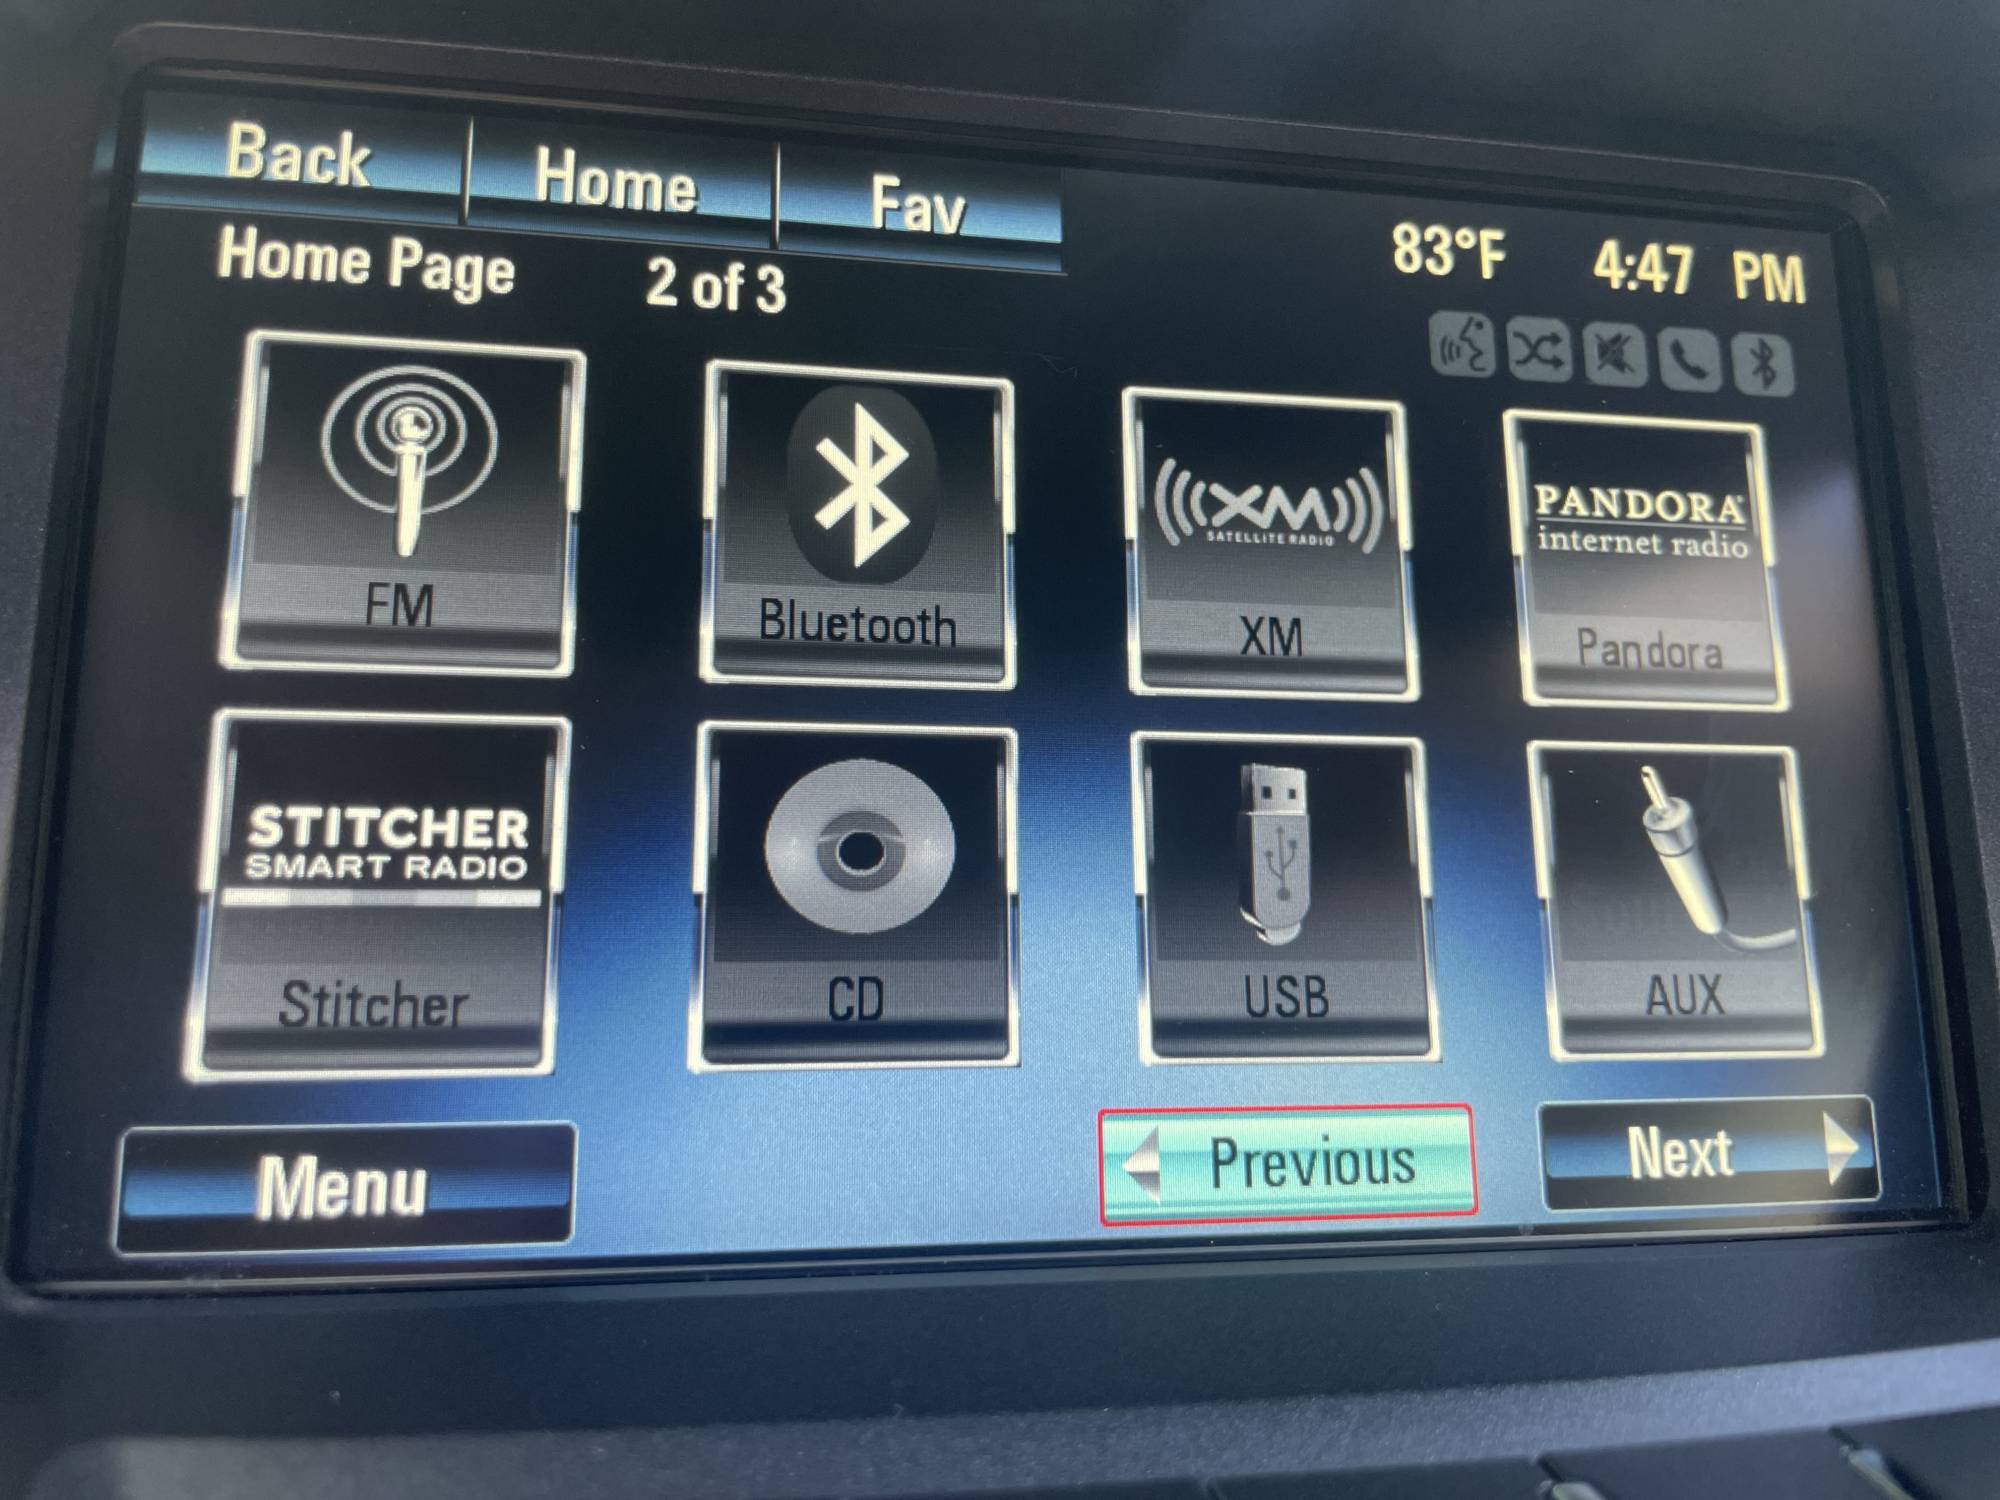 Back Home Fav
Home Page 2 of 3
83°F 4:47 PM
XM
SATELLITE RADIO
PANDORA
internet radio
FM
Bluetooth
XM
Pandora
STITCHER
SMART RADIO
Stitcher
CD
USB
AUX
Menu
Previous
Next